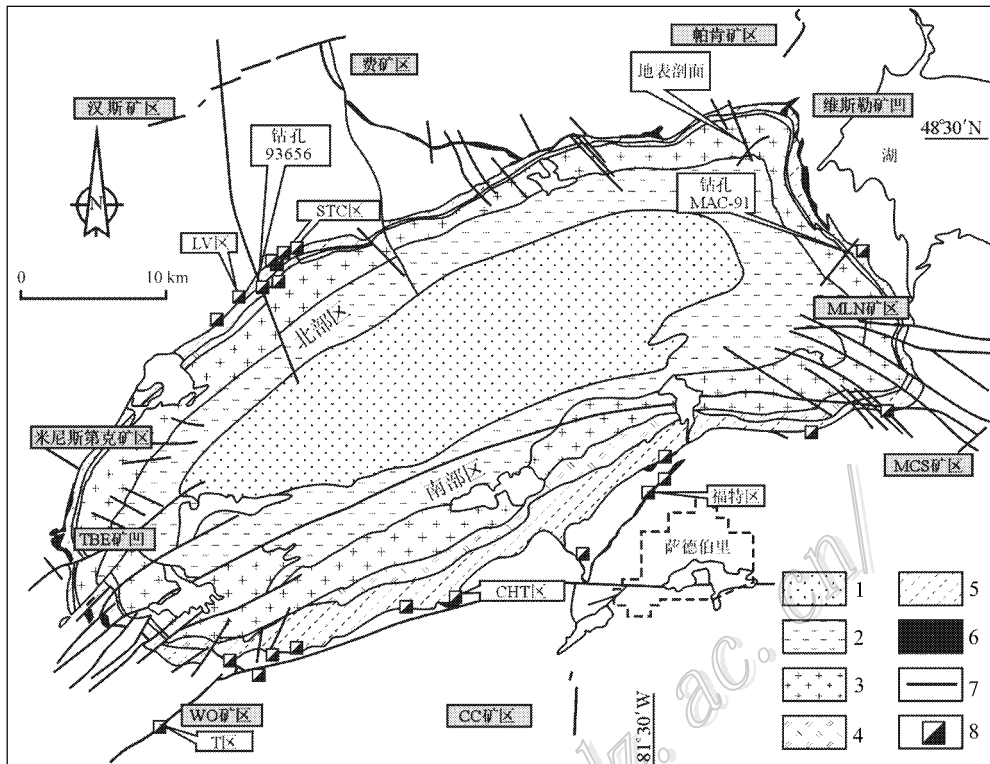 帕肯矿区
费矿区
地表剖面
汉斯矿区
维斯勒矿凹
48°30′N
钻孔
93656
湖
N
钻孔
MAC-91
STC区
LV区
0 10 km
MLN矿区
北部区
米尼斯第克矿区
南部区
MCS矿区
福特区
TBE矿凹
萨德伯里
CHT区
1
5
2
6
3
7
WO矿区
CC矿区
81°30′W
T区
4
8
ac.cn/